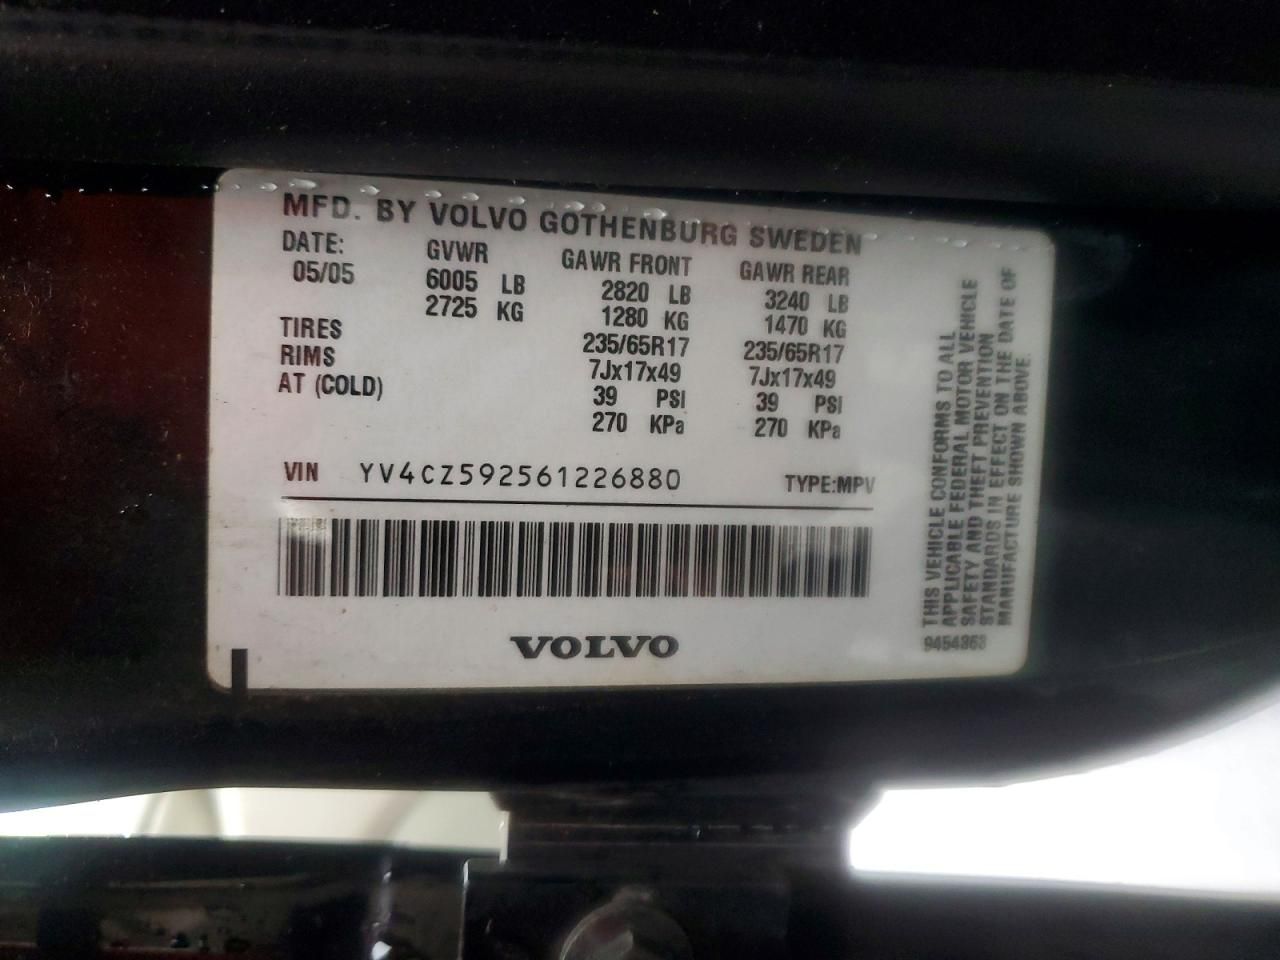 MFD. BY VOLVO GOTHENBURG SWEDEN
DATE: GVWR GAWR FRONT GAWR REAR
05/05 6005 LB 2820 LB 3240 LB
2725 KG 1280 KG 1470 KG
TIRES 235/65R17 235/65R17
RIMS 7Jx17x49 7Jx17x49
AT (COLD) 39 PSI 39 PSI
270 KPa 270 KPa
VIN YV4CZ592561226880 TYPE:MPV
VOLVO
THIS VEHICLE CONFORMS TO ALL
APPLICABLE FEDERAL MOTOR VEHICLE
SAFETY AND THEFT PREVENTION
STANDARDS IN EFFECT ON THE DATE OF
MANUFACTURE SHOWN ABOVE.
9454363